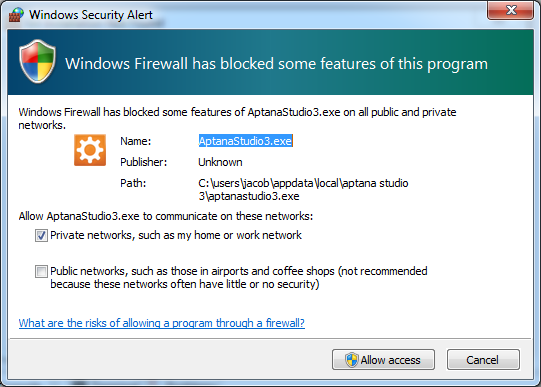 Windows Security Alert
Windows Firewall has blocked some features of this program
Windows Firewall has blocked some features of AptanaStudio3.exe on all public and private
networks.
Name: AptanaStudio3.exe
Publisher: Unknown
Path: C:\users\jacob\appdata\local\aptana studio
3\aptanastudio3.exe
Allow AptanaStudio3.exe to communicate on these networks:
Private networks, such as my home or work network
Public networks, such as those in airports and coffee shops (not recommended
because these networks often have little or no security)
What are the risks of allowing a program through a firewall?
Allow access Cancel